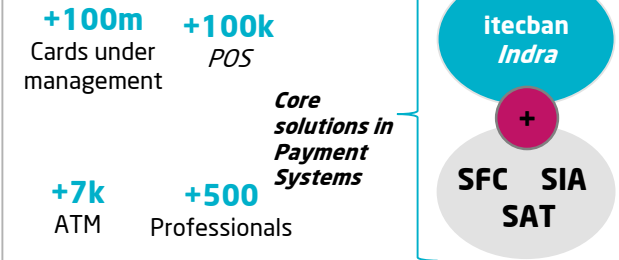 +100m
Cards under
management
+100k
POS
Core
solutions in
Payment
Systems
+7k
ATM
+500
Professionals
itecban
Indra
+
SFC SIA
SAT